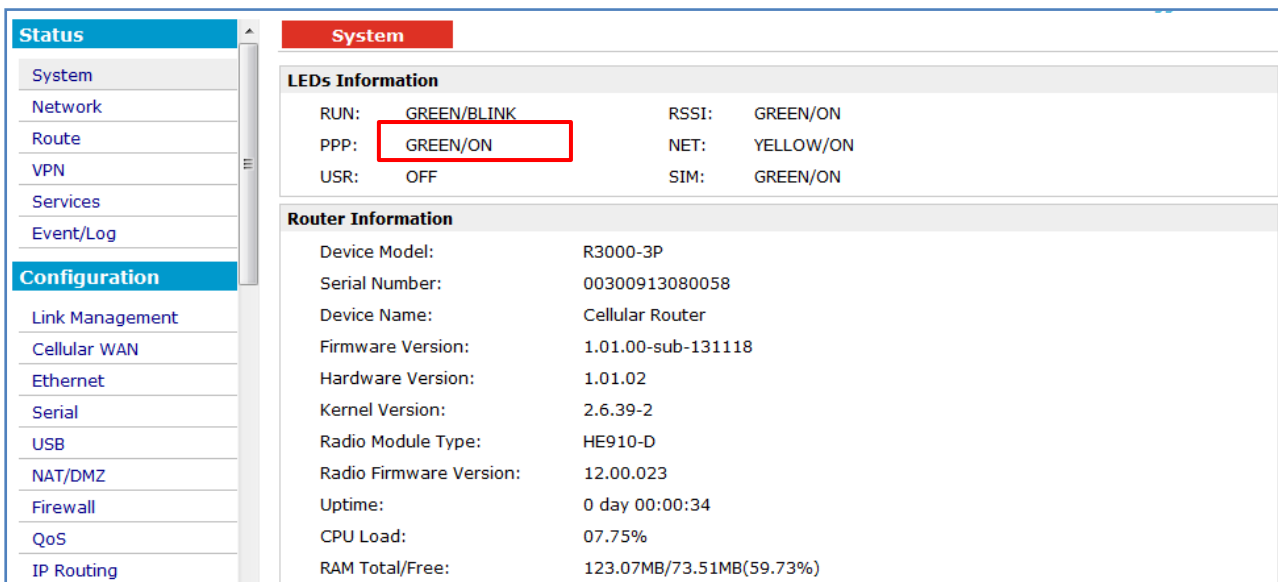 Status
System
Network
Route
VPN
Services
Event/Log
Configuration
Link Management
Cellular WAN
Ethernet
Serial
USB
NAT/DMZ
Firewall
QoS
IP Routing
System
LEDs Information
RUN: GREEN/BLINK RSSI: GREEN/ON
PPP: GREEN/ON NET: YELLOW/ON
USR: OFF SIM: GREEN/ON
Router Information
Device Model: R3000-3P
Serial Number: 00300913080058
Device Name: Cellular Router
Firmware Version: 1.01.00-sub-131118
Hardware Version: 1.01.02
Kernel Version: 2.6.39-2
Radio Module Type: HE910-D
Radio Firmware Version: 12.00.023
Uptime: 0 day 00:00:34
CPU Load: 07.75%
RAM Total/Free: 123.07MB/73.51MB(59.73%)